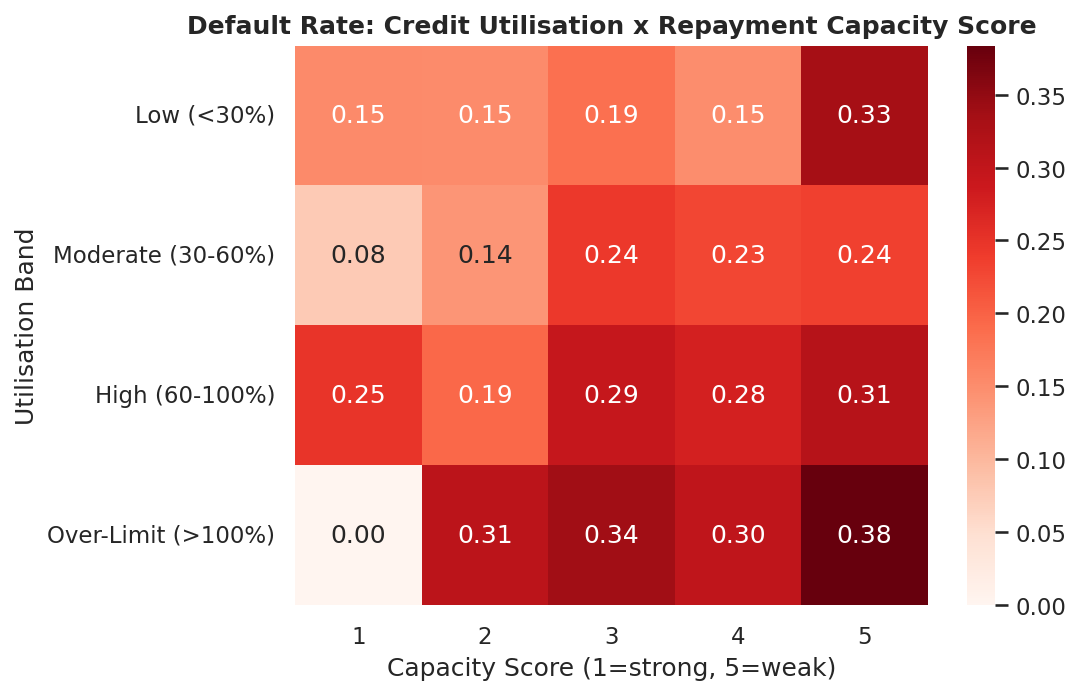 Default Rate: Credit Utilisation x Repayment Capacity Score
Utilisation Band
Low (<30%) 0.15 0.15 0.19 0.15 0.33
Moderate (30-60%) 0.08 0.14 0.24 0.23 0.24
High (60-100%) 0.25 0.19 0.29 0.28 0.31
Over-Limit (>100%) 0.00 0.31 0.34 0.30 0.38
1 2 3 4 5
Capacity Score (1=strong, 5=weak)
0.35
0.30
0.25
0.20
0.15
0.10
0.05
0.00